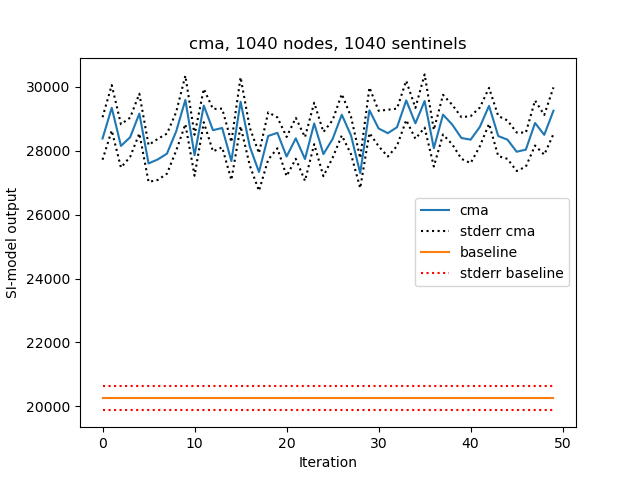 cma, 1040 nodes, 1040 sentinels
SI-model output
30000
28000
26000
24000
22000
20000
cma
stderr cma
baseline
stderr baseline
0
10
20
30
40
50
Iteration